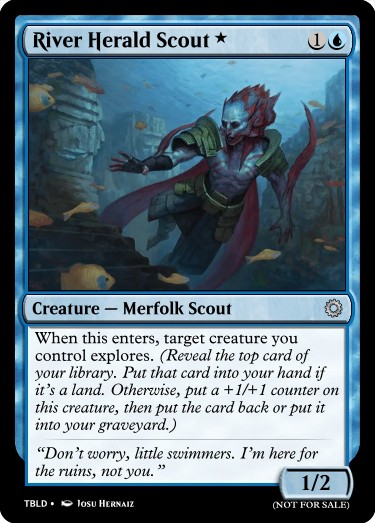 River Herald Scout ★ 1
Creature — Merfolk Scout
When this enters, target creature you
control explores. (Reveal the top card of
your library. Put that card into your hand if
it's a land. Otherwise, put a +1/+1 counter on
this creature, then put the card back or put it
into your graveyard.)
“Don't worry, little swimmers. I'm here for
the ruins, not you.”
1/2
TBLD • Josu Hernaiz (NOT FOR SALE)